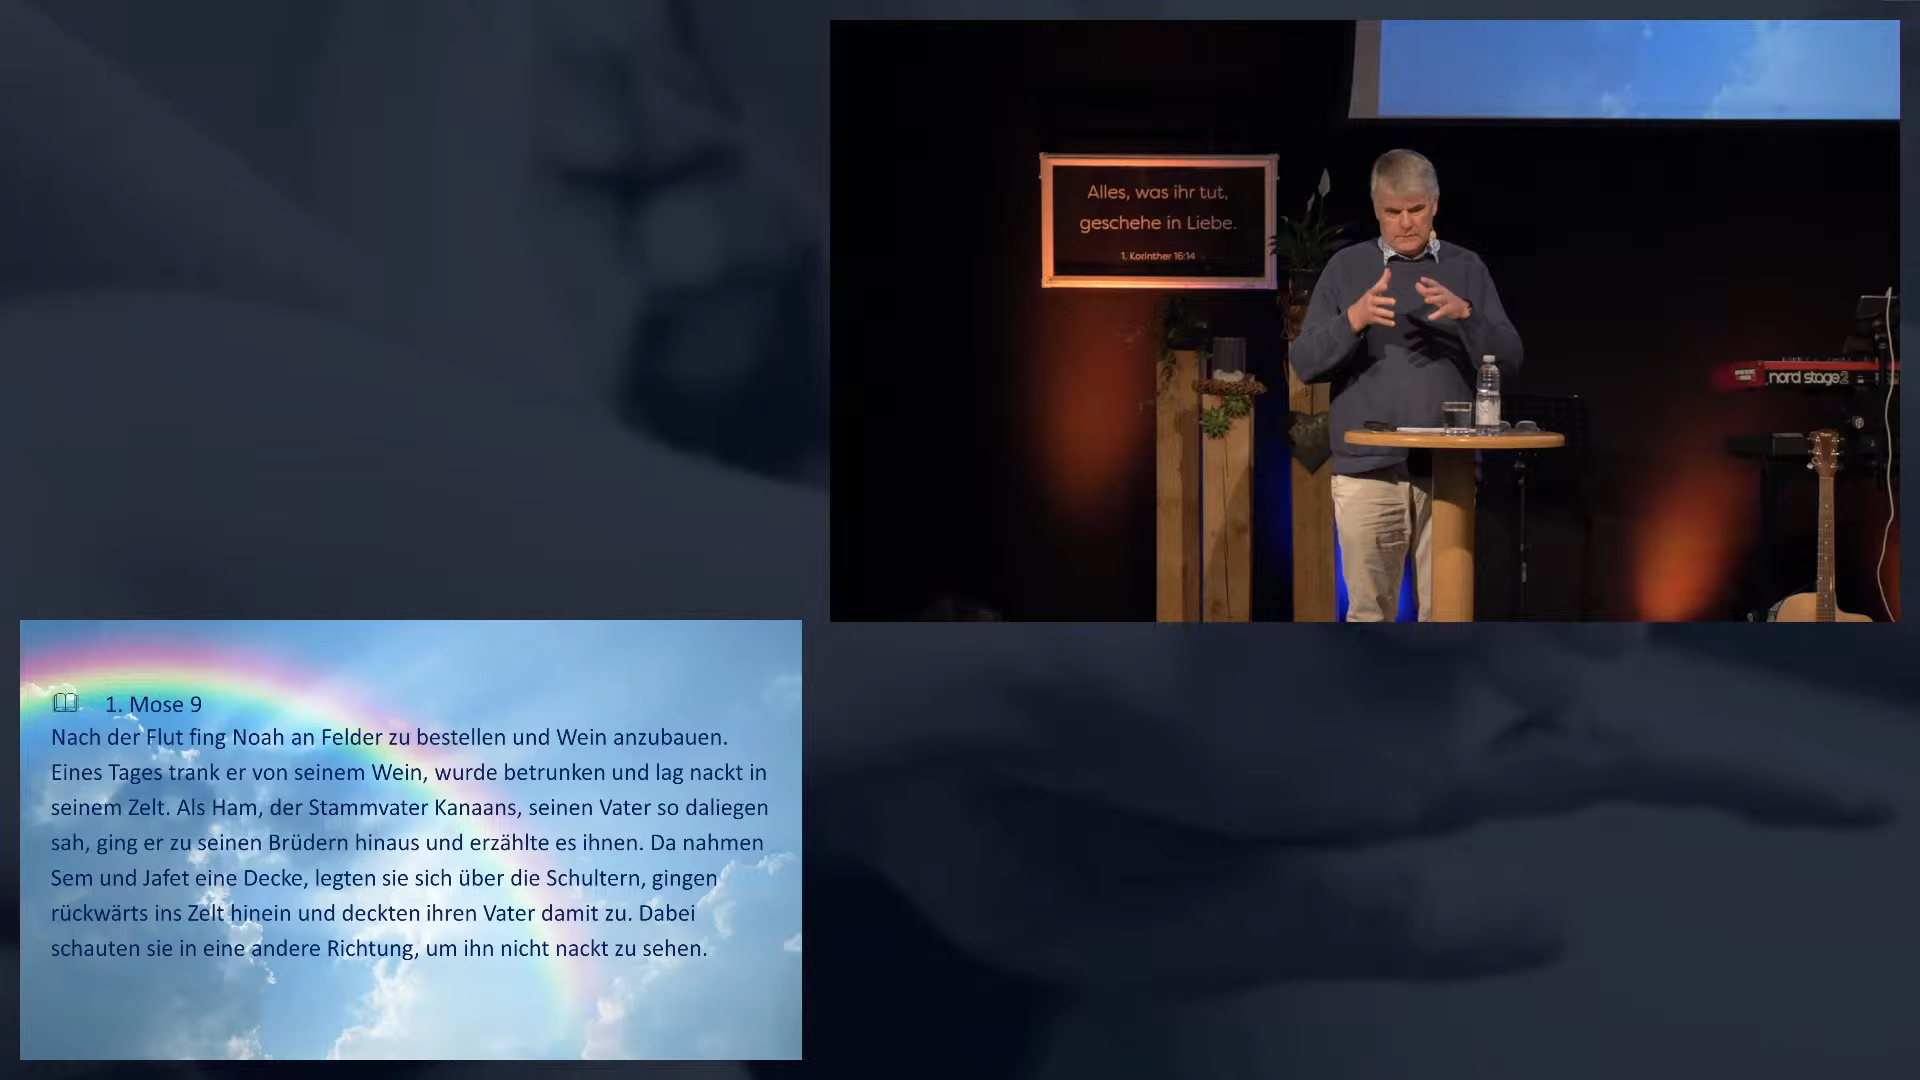 Alles, was ihr tut,
geschehe in Liebe.
1. Korinther 16:14
nord stage2
1. Mose 9
Nach der Flut fing Noah an Felder zu bestellen und Wein anzubauen.
Eines Tages trank er von seinem Wein, wurde betrunken und lag nackt in
seinem Zelt. Als Ham, der Stammvater Kanaans, seinen Vater so daliegen
sah, ging er zu seinen Brüdern hinaus und erzählte es ihnen. Da nahmen
Sem und Jafet eine Decke, legten sie sich über die Schultern, gingen
rückwärts ins Zelt hinein und deckten ihren Vater damit zu. Dabei
schauten sie in eine andere Richtung, um ihn nicht nackt zu sehen.